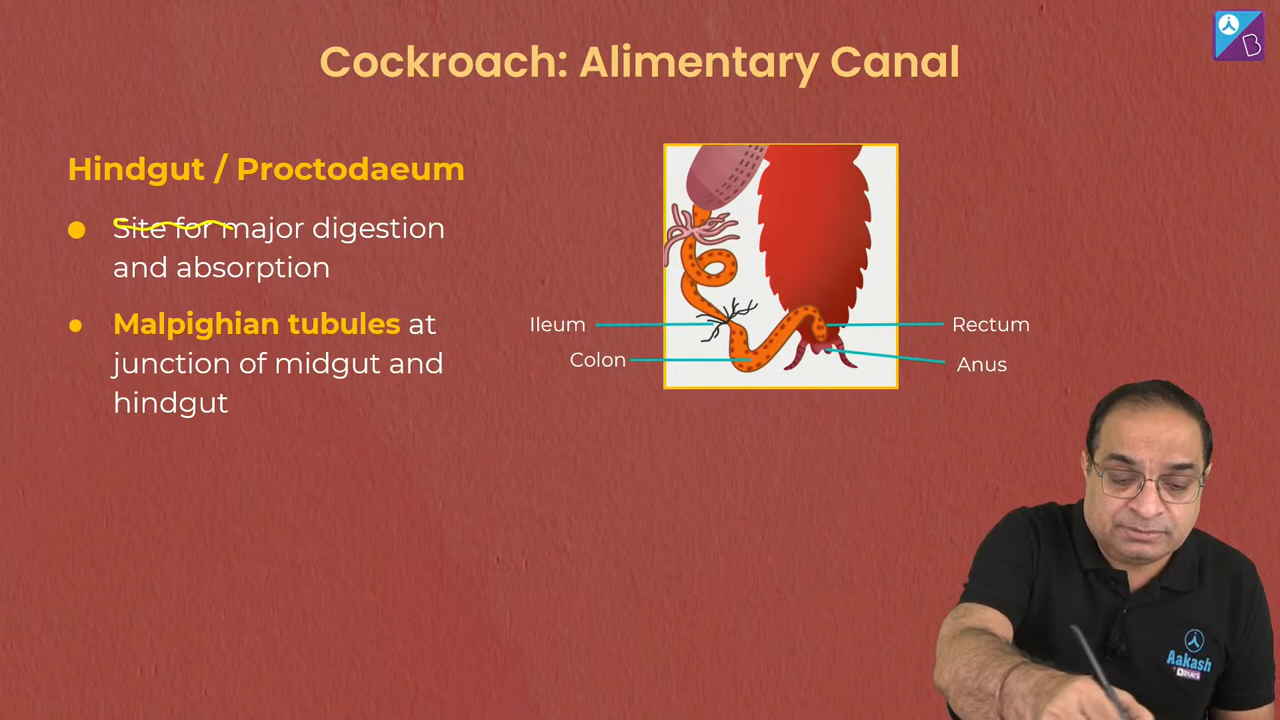 Cockroach: Alimentary Canal
Hindgut / Proctodaeum
Site for major digestion
and absorption
Malpighian tubules at
junction of midgut and
hindgut
Ileum
Colon
Rectum
Anus
Aakash
BYJU'S